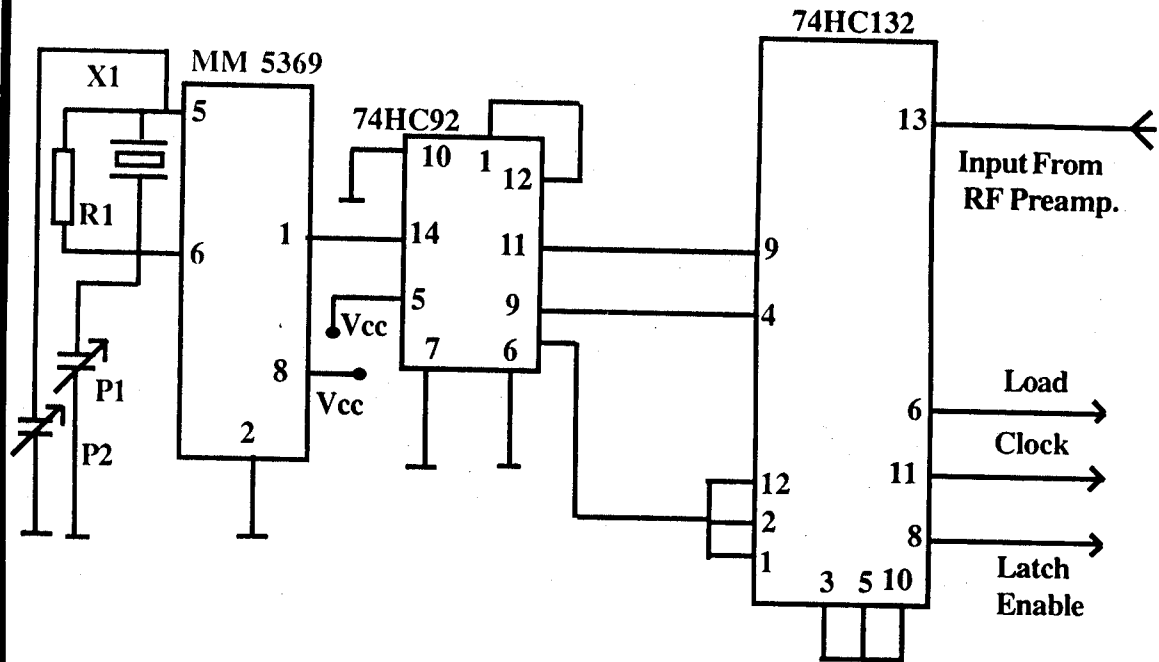 74HC132
MM 5369
X1
5
74HC92
10
1
12
13
Input From
RF Preamp.
R1
6
1
14
11
9
5
9
4
Vcc
7
6
8
Vcc
P1
2
P2
Load
6
Clock
11
12
2
1
8
Latch
Enable
3
5
10